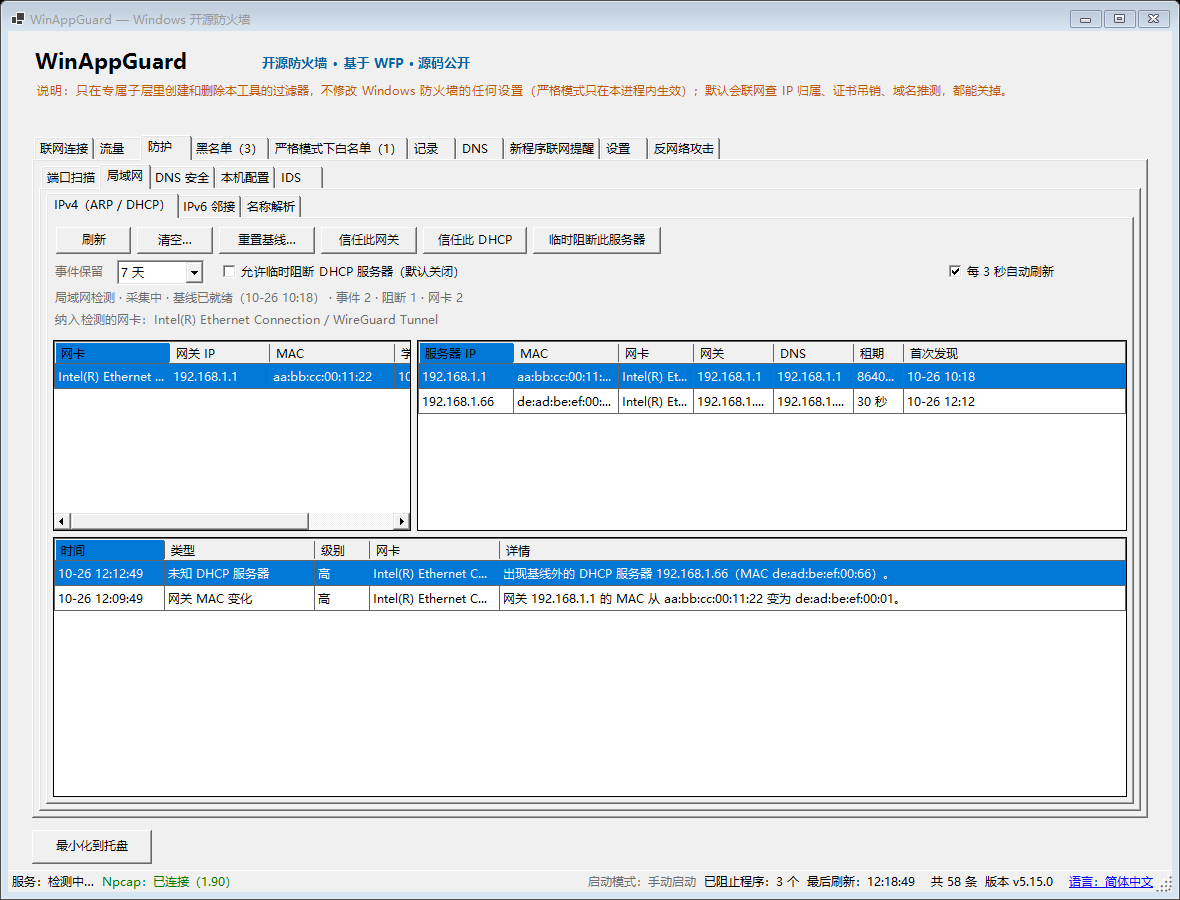 WinAppGuard — Windows 开源防火墙
WinAppGuard 开源防火墙 • 基于 WFP • 源码公开
说明：只在专属子层里创建和删除本工具的过滤器，不修改 Windows 防火墙的任何设置（严格模式只在本进程内生效）；默认会联网查 IP 归属、证书吊销、域名推测，都能关掉。
联网连接 流量 防护 黑名单（3） 严格模式下白名单（1） 记录 DNS 新程序联网提醒 设置 反网络攻击
端口扫描 局域网 DNS 安全 本机配置 IDS
IPv4（ARP / DHCP） IPv6 邻接 名称解析
刷新 清空... 重置基线... 信任此网关 信任此 DHCP 临时阻断此服务器
事件保留 7 天 允许临时阻断 DHCP 服务器（默认关闭） 每 3 秒自动刷新
局域网检测 · 采集中 · 基线已就绪（10-26 10:18） · 事件 2 · 阻断 1 · 网卡 2
纳入检测的网卡：Intel(R) Ethernet Connection / WireGuard Tunnel
网卡 网关 IP MAC 学
Intel(R) Ethernet ... 192.168.1.1 aa:bb:cc:00:11:22 10
服务器 IP MAC 网卡 网关 DNS 租期 首次发现
192.168.1.1 aa:bb:cc:00:11:... Intel(R) Et... 192.168.1.1 192.168.1.1 8640... 10-26 10:18
192.168.1.66 de:ad:be:ef:00:... Intel(R) Et... 192.168.1.... 192.168.1.... 30 秒 10-26 12:12
时间 类型 级别 网卡 详情
10-26 12:12:49 未知 DHCP 服务器 高 Intel(R) Ethernet C... 出现基线外的 DHCP 服务器 192.168.1.66（MAC de:ad:be:ef:00:66）。
10-26 12:09:49 网关 MAC 变化 高 Intel(R) Ethernet C... 网关 192.168.1.1 的 MAC 从 aa:bb:cc:00:11:22 变为 de:ad:be:ef:00:01。
最小化到托盘
服务：检测中... Npcap：已连接（1.90） 启动模式：手动启动 已阻止程序：3 个 最后刷新：12:18:49 共 58 条 版本 v5.15.0 语言：简体中文